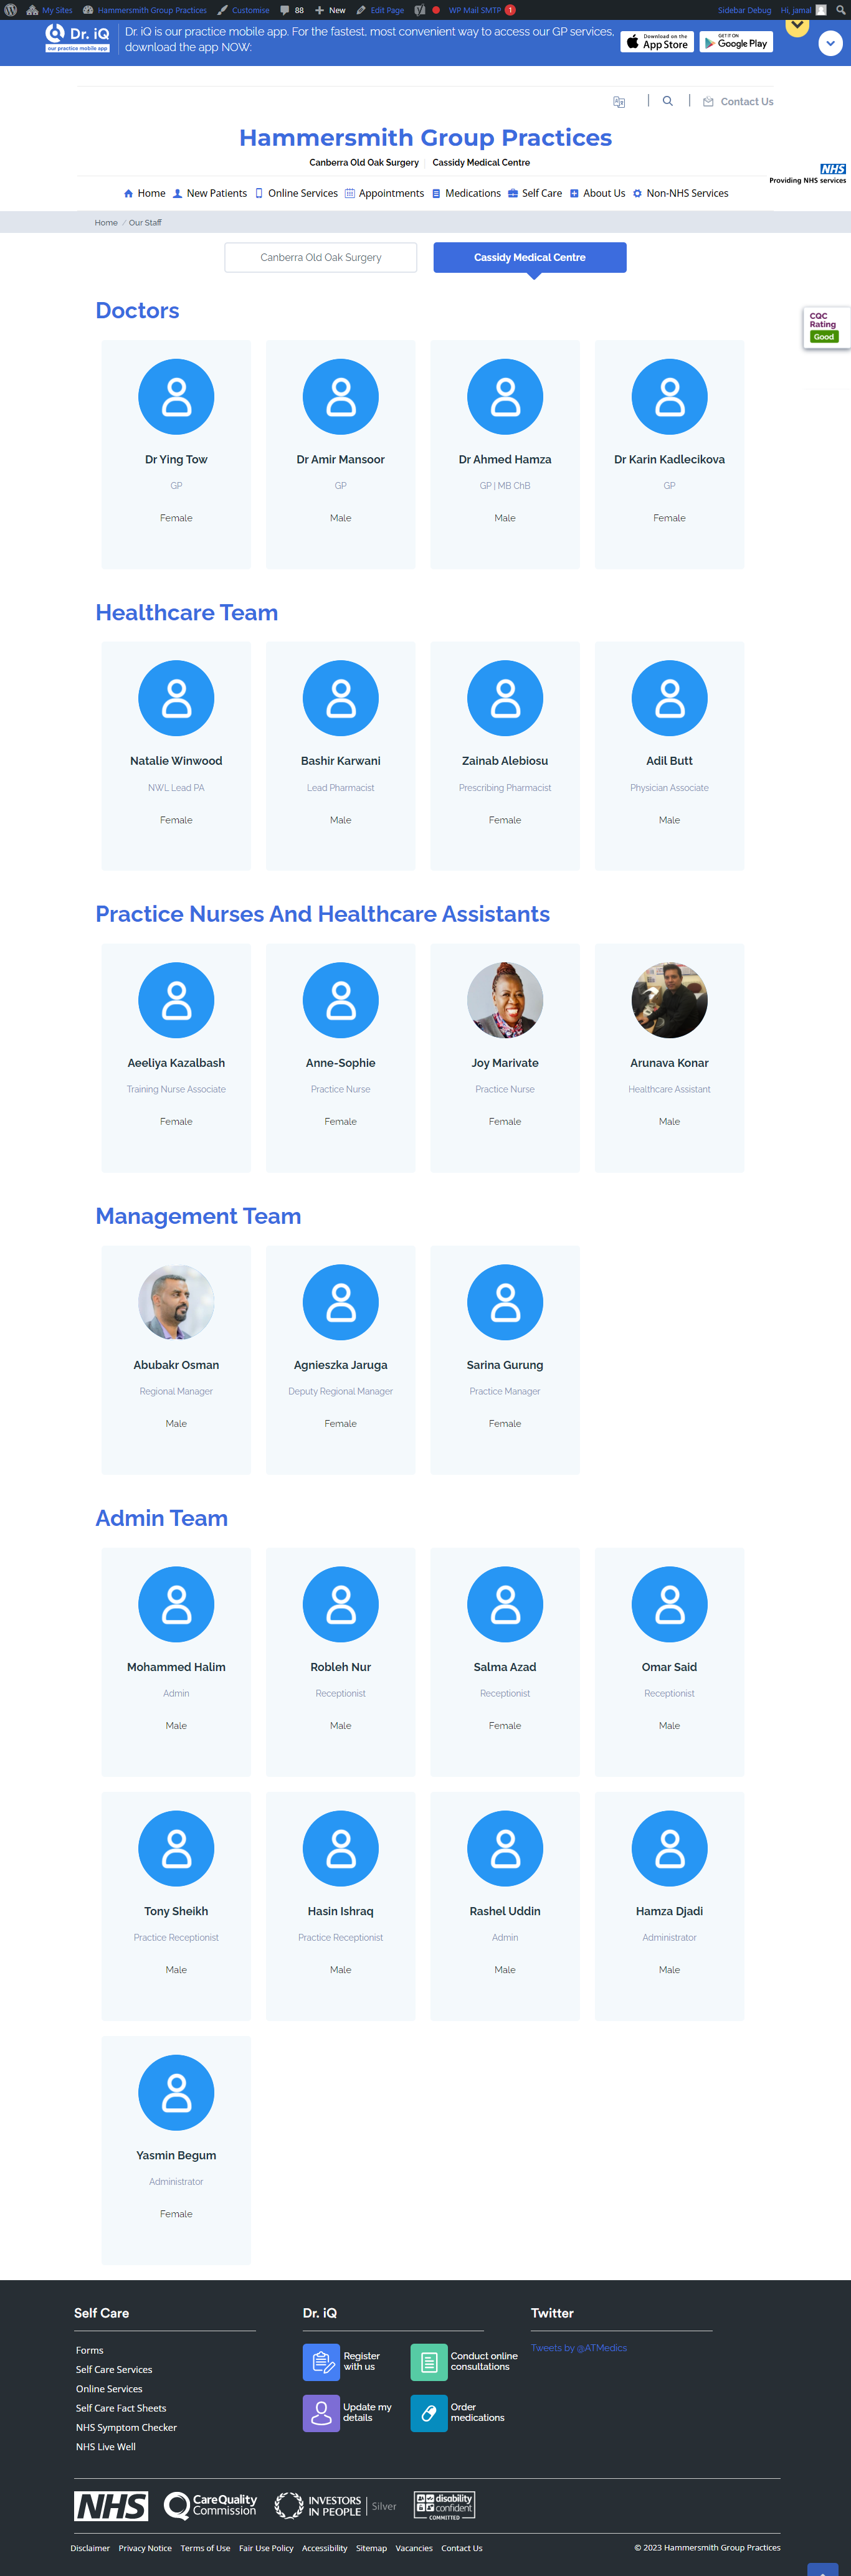 My Sites Hammersmith Group Practices Customise 88 New Edit Page WP Mail SMTP 1 Sidebar Debug Hi, jamal
Dr. iQ
our practice mobile app
Dr. iQ is our practice mobile app. For the fastest, most convenient way to access our GP services,
download the app NOW:
Download on the
App Store
GET IT ON
Google Play
Contact Us
Hammersmith Group Practices
Canberra Old Oak Surgery Cassidy Medical Centre
NHS
Providing NHS services
Home New Patients Online Services Appointments Medications Self Care About Us Non-NHS Services
Home / Our Staff
Canberra Old Oak Surgery Cassidy Medical Centre
CQC
Rating
Good
Doctors
Dr Ying Tow Dr Amir Mansoor Dr Ahmed Hamza Dr Karin Kadlecikova
GP GP GP | MB ChB GP
Female Male Male Female
Healthcare Team
Natalie Winwood Bashir Karwani Zainab Alebiosu Adil Butt
NWL Lead PA Lead Pharmacist Prescribing Pharmacist Physician Associate
Female Male Female Male
Practice Nurses And Healthcare Assistants
Aeeliya Kazalbash Anne-Sophie Joy Marivate Arunava Konar
Training Nurse Associate Practice Nurse Practice Nurse Healthcare Assistant
Female Female Female Male
Management Team
Abubakr Osman Agnieszka Jaruga Sarina Gurung
Regional Manager Deputy Regional Manager Practice Manager
Male Female Female
Admin Team
Mohammed Halim Robleh Nur Salma Azad Omar Said
Admin Receptionist Receptionist Receptionist
Male Male Female Male
Tony Sheikh Hasin Ishraq Rashel Uddin Hamza Djadi
Practice Receptionist Practice Receptionist Admin Administrator
Male Male Male Male
Yasmin Begum
Administrator
Female
Self Care
Forms
Self Care Services
Online Services
Self Care Fact Sheets
NHS Symptom Checker
NHS Live Well
Dr. iQ
Register
with us
Conduct online
consultations
Update my
details
Order
medications
Twitter
Tweets by @ATMedics
NHS
CareQuality
Commission
INVESTORS
IN PEOPLE
Silver
disability
confident
COMMITTED
Disclaimer Privacy Notice Terms of Use Fair Use Policy Accessibility Sitemap Vacancies Contact Us © 2023 Hammersmith Group Practices